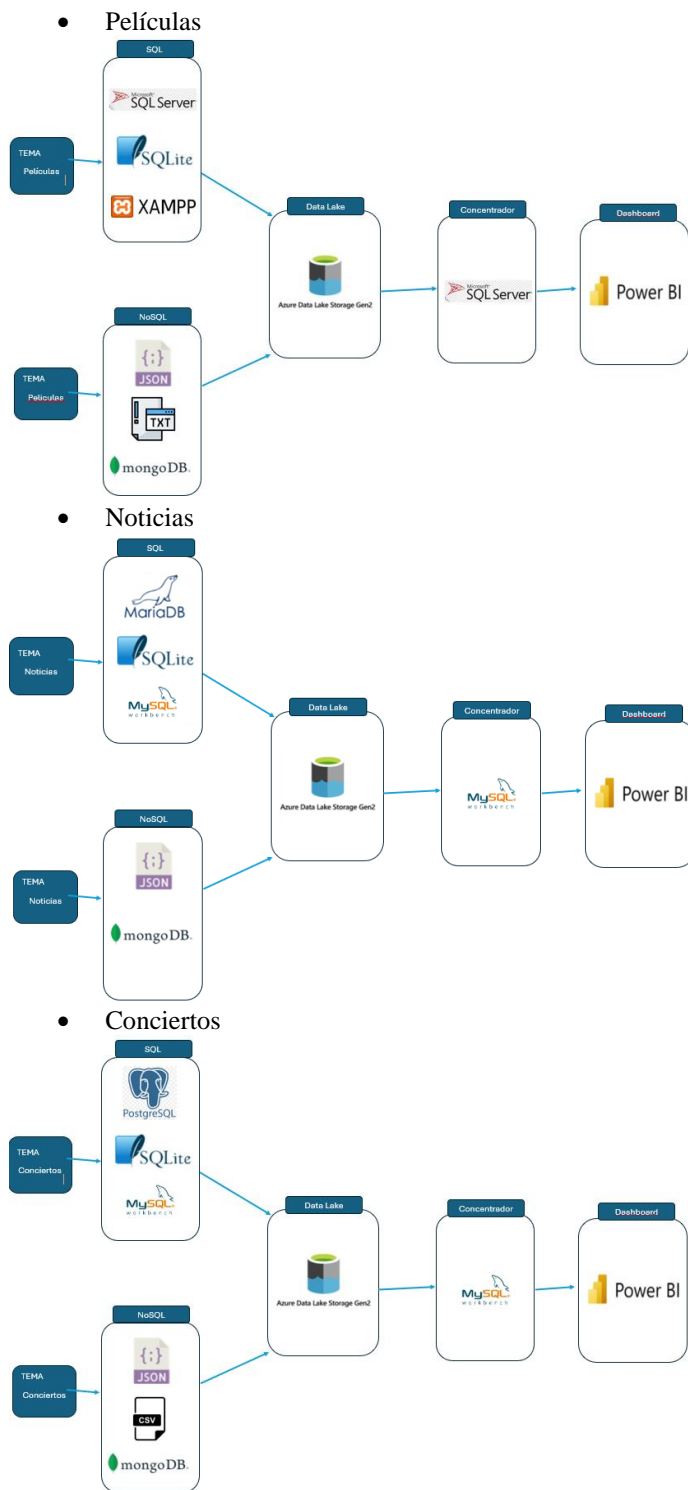 • Películas
SQL
Microsoft
SQL Server
TEMA
Películas
SQLite
XAMPP
Data Lake
Azure Data Lake Storage Gen2
Concentrador
Microsoft
SQL Server
Dashboard
Power BI
NoSQL
{;}
JSON
TEMA
Peliculas
TXT
mongoDB.
• Noticias
SQL
MariaDB
TEMA
Noticias
SQLite
MySQL
workbench
Data Lake
Azure Data Lake Storage Gen2
Concentrador
MySQL
workbench
Dashboard
Power BI
NoSQL
{;}
JSON
TEMA
Noticias
mongoDB.
• Conciertos
SQL
PostgreSQL
TEMA
Conciertos
SQLite
MySQL
workbench
Data Lake
Azure Data Lake Storage Gen2
Concentrador
MySQL
workbench
Dashboard
Power BI
NoSQL
{;}
JSON
TEMA
Conciertos
CSV
mongoDB.